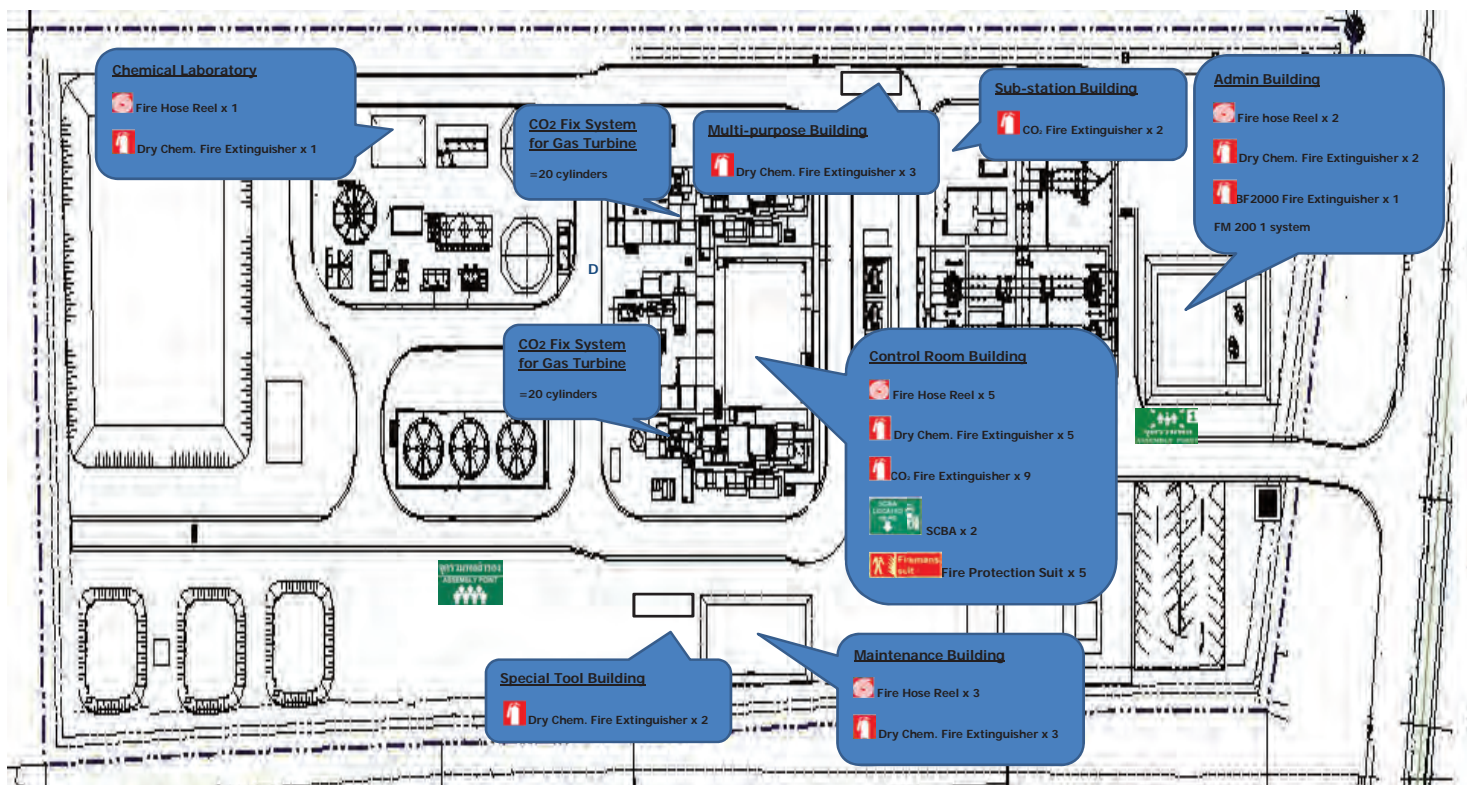 Chemical Laboratory
Fire Hose Reel x 1
Dry Chem. Fire Extinguisher x 1
CO2 Fix System
for Gas Turbine
=20 cylinders
Multi-purpose Building
Dry Chem. Fire Extinguisher x 3
Sub-station Building
CO₂ Fire Extinguisher x 2
Admin Building
Fire hose Reel x 2
Dry Chem. Fire Extinguisher x 2
BF2000 Fire Extinguisher x 1
FM 200 1 system
D
CO2 Fix System
for Gas Turbine
=20 cylinders
Control Room Building
Fire Hose Reel x 5
Dry Chem. Fire Extinguisher x 5
CO₂ Fire Extinguisher x 9
SCBA
LOCATED
SCBA x 2
Firemans
suit
Fire Protection Suit x 5
ASSEMBLY POINT
ASSEMBLY POINT
Special Tool Building
Dry Chem. Fire Extinguisher x 2
Maintenance Building
Fire Hose Reel x 3
Dry Chem. Fire Extinguisher x 3